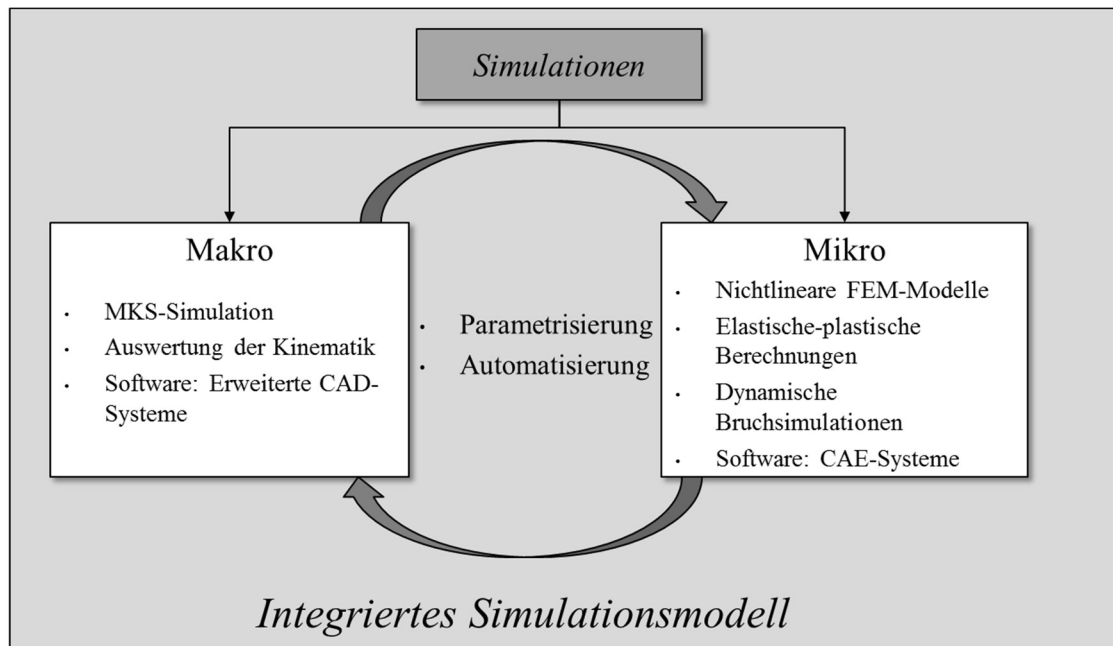 Simulationen
Makro
· MKS-Simulation
· Auswertung der Kinematik
· Software: Erweiterte CAD-
Systeme
· Parametrisierung
· Automatisierung
Mikro
· Nichtlineare FEM-Modelle
· Elastische-plastische
Berechnungen
· Dynamische
Bruchsimulationen
· Software: CAE-Systeme
Integriertes Simulationsmodell